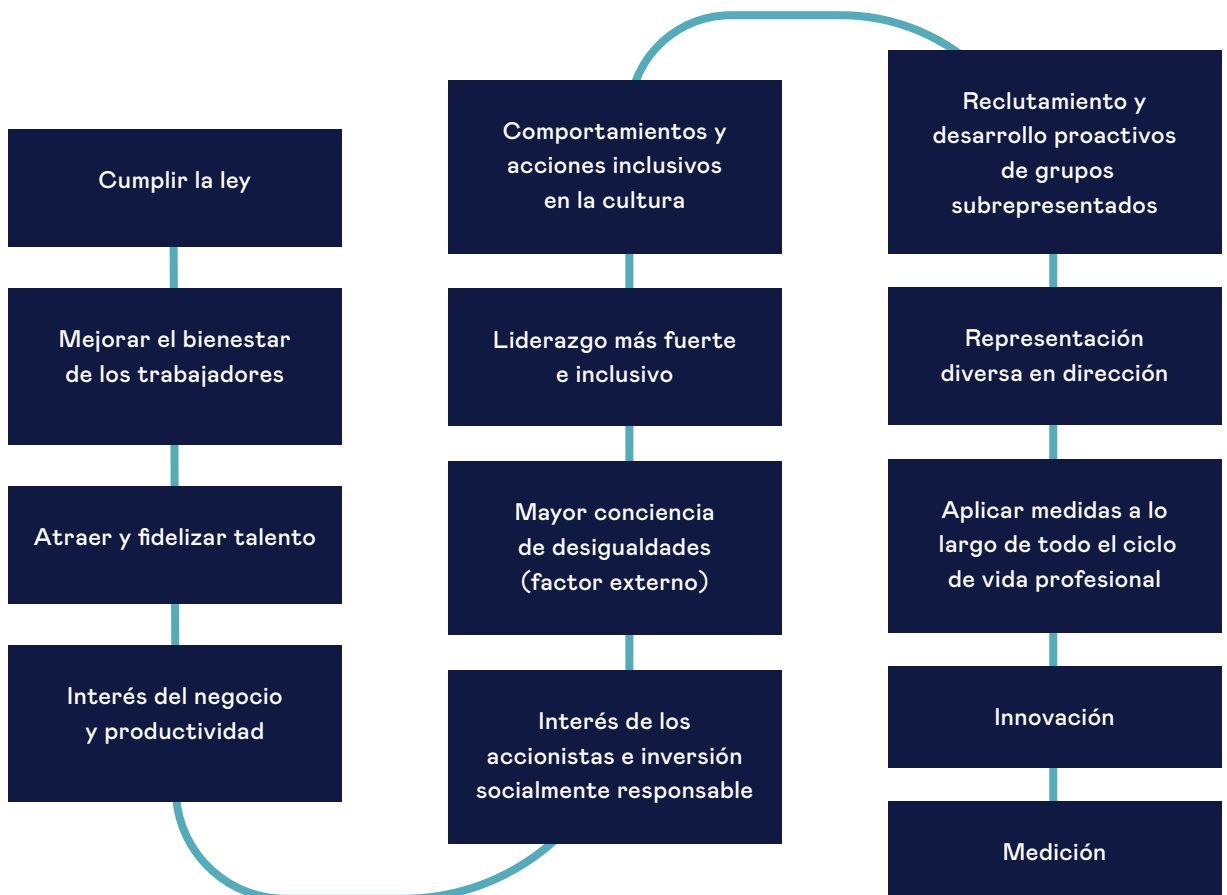 Cumplir la ley
Mejorar el bienestar
de los trabajadores
Atraer y fidelizar talento
Interés del negocio
y productividad
Comportamientos y
acciones inclusivos
en la cultura
Liderazgo más fuerte
e inclusivo
Mayor conciencia
de desigualdades
(factor externo)
Interés de los
accionistas e inversión
socialmente responsable
Reclutamiento y
desarrollo proactivos
de grupos
subrepresentados
Representación
diversa en dirección
Aplicar medidas a lo
largo de todo el ciclo
de vida profesional
Innovación
Medición